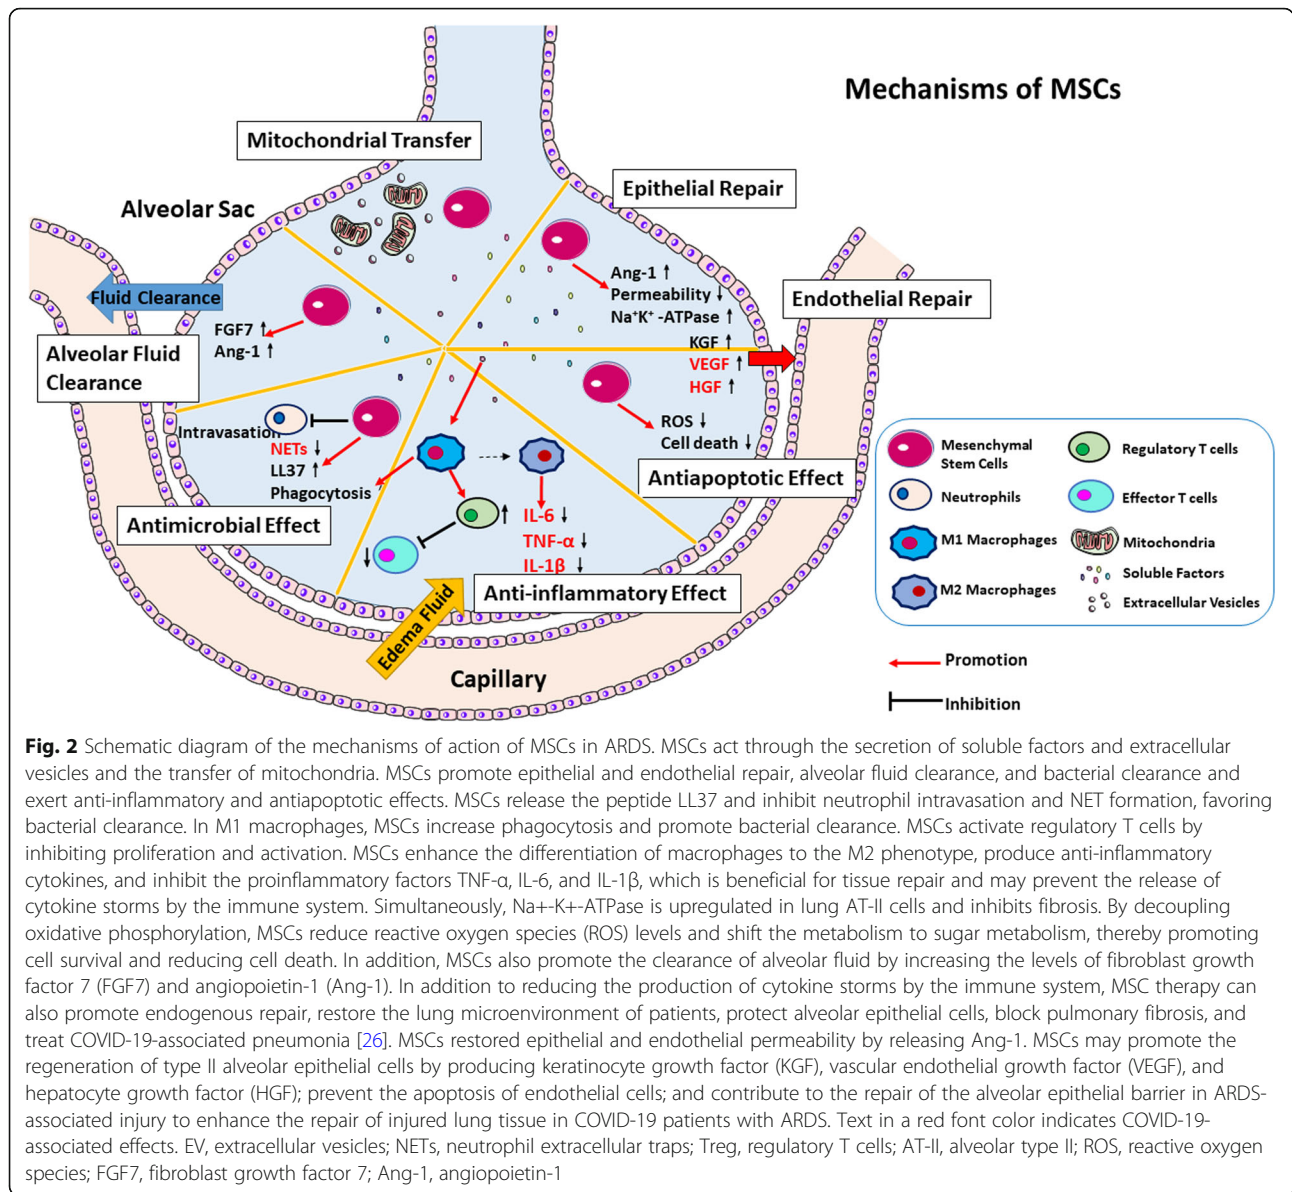 Mechanisms of MSCs
Mitochondrial Transfer
Epithelial Repair
Alveolar Sac
Ang-1 ↑
Permeability ↓
Na⁺K⁺ -ATPase ↑
Endothelial Repair
Fluid Clearance
FGF7 ↑
Ang-1 ↑
KGF ↑
VEGF ↑
HGF ↑
Alveolar Fluid
Clearance
ROS ↓
Cell death ↓
Intravasation
NETs ↓
LL37 ↑
Phagocytosis
Antiapoptotic Effect
Antimicrobial Effect
IL-6 ↓
TNF-α ↓
IL-1β ↓
Anti-inflammatory Effect
Edema Fluid
Capillary
Mesenchymal
Stem Cells
Regulatory T cells
Neutrophils
Effector T cells
M1 Macrophages
Mitochondria
Soluble Factors
M2 Macrophages
Extracellular Vesicles
Promotion
Inhibition
Fig. 2 Schematic diagram of the mechanisms of action of MSCs in ARDS. MSCs act through the secretion of soluble factors and extracellular
vesicles and the transfer of mitochondria. MSCs promote epithelial and endothelial repair, alveolar fluid clearance, and bacterial clearance and
exert anti-inflammatory and antiapoptotic effects. MSCs release the peptide LL37 and inhibit neutrophil intravasation and NET formation, favoring
bacterial clearance. In M1 macrophages, MSCs increase phagocytosis and promote bacterial clearance. MSCs activate regulatory T cells by
inhibiting proliferation and activation. MSCs enhance the differentiation of macrophages to the M2 phenotype, produce anti-inflammatory
cytokines, and inhibit the proinflammatory factors TNF-α, IL-6, and IL-1β, which is beneficial for tissue repair and may prevent the release of
cytokine storms by the immune system. Simultaneously, Na+-K+-ATPase is upregulated in lung AT-II cells and inhibits fibrosis. By decoupling
oxidative phosphorylation, MSCs reduce reactive oxygen species (ROS) levels and shift the metabolism to sugar metabolism, thereby promoting
cell survival and reducing cell death. In addition, MSCs also promote the clearance of alveolar fluid by increasing the levels of fibroblast growth
factor 7 (FGF7) and angiopoietin-1 (Ang-1). In addition to reducing the production of cytokine storms by the immune system, MSC therapy can
also promote endogenous repair, restore the lung microenvironment of patients, protect alveolar epithelial cells, block pulmonary fibrosis, and
treat COVID-19-associated pneumonia [26]. MSCs restored epithelial and endothelial permeability by releasing Ang-1. MSCs may promote the
regeneration of type II alveolar epithelial cells by producing keratinocyte growth factor (KGF), vascular endothelial growth factor (VEGF), and
hepatocyte growth factor (HGF); prevent the apoptosis of endothelial cells; and contribute to the repair of the alveolar epithelial barrier in ARDS-
associated injury to enhance the repair of injured lung tissue in COVID-19 patients with ARDS. Text in a red font color indicates COVID-19-
associated effects. EV, extracellular vesicles; NETs, neutrophil extracellular traps; Treg, regulatory T cells; AT-II, alveolar type II; ROS, reactive oxygen
species; FGF7, fibroblast growth factor 7; Ang-1, angiopoietin-1